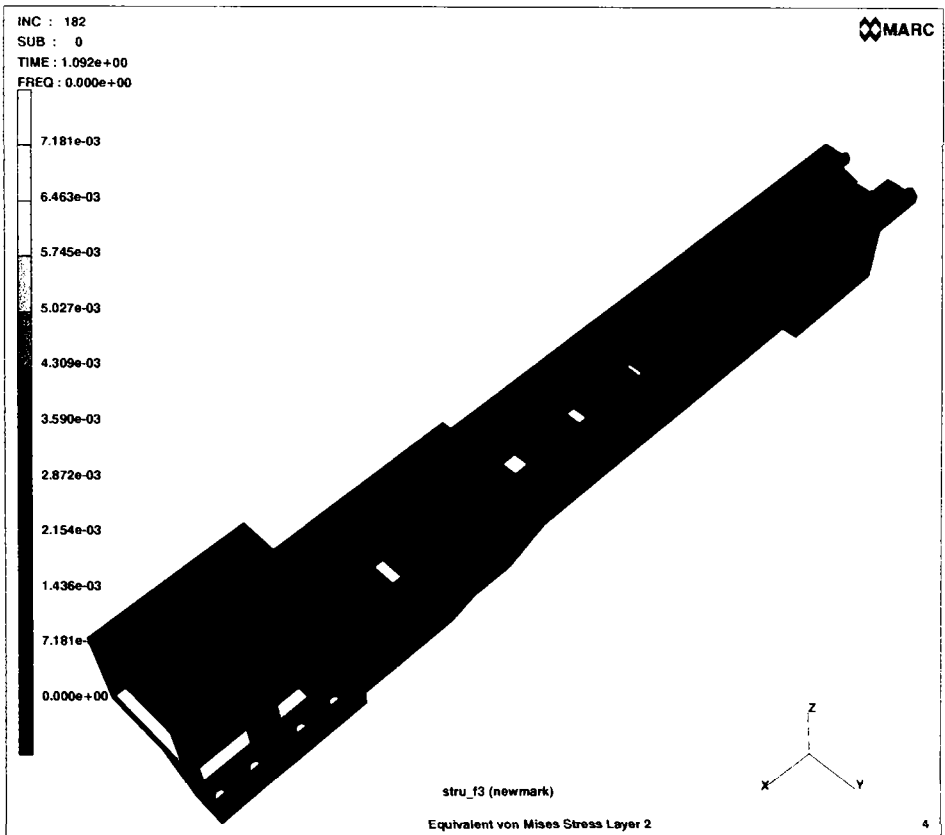 INC : 182
SUB : 0
TIME : 1.092e+00
FREQ : 0.000e+00
MARC
7.181e-03
6.463e-03
5.745e-03
5.027e-03
4.309e-03
3.590e-03
2.872e-03
2.154e-03
1.436e-03
7.181e-
0.000e+00
Z
X
Y
stru_f3 (newmark)
Equivalent von Mises Stress Layer 2
4